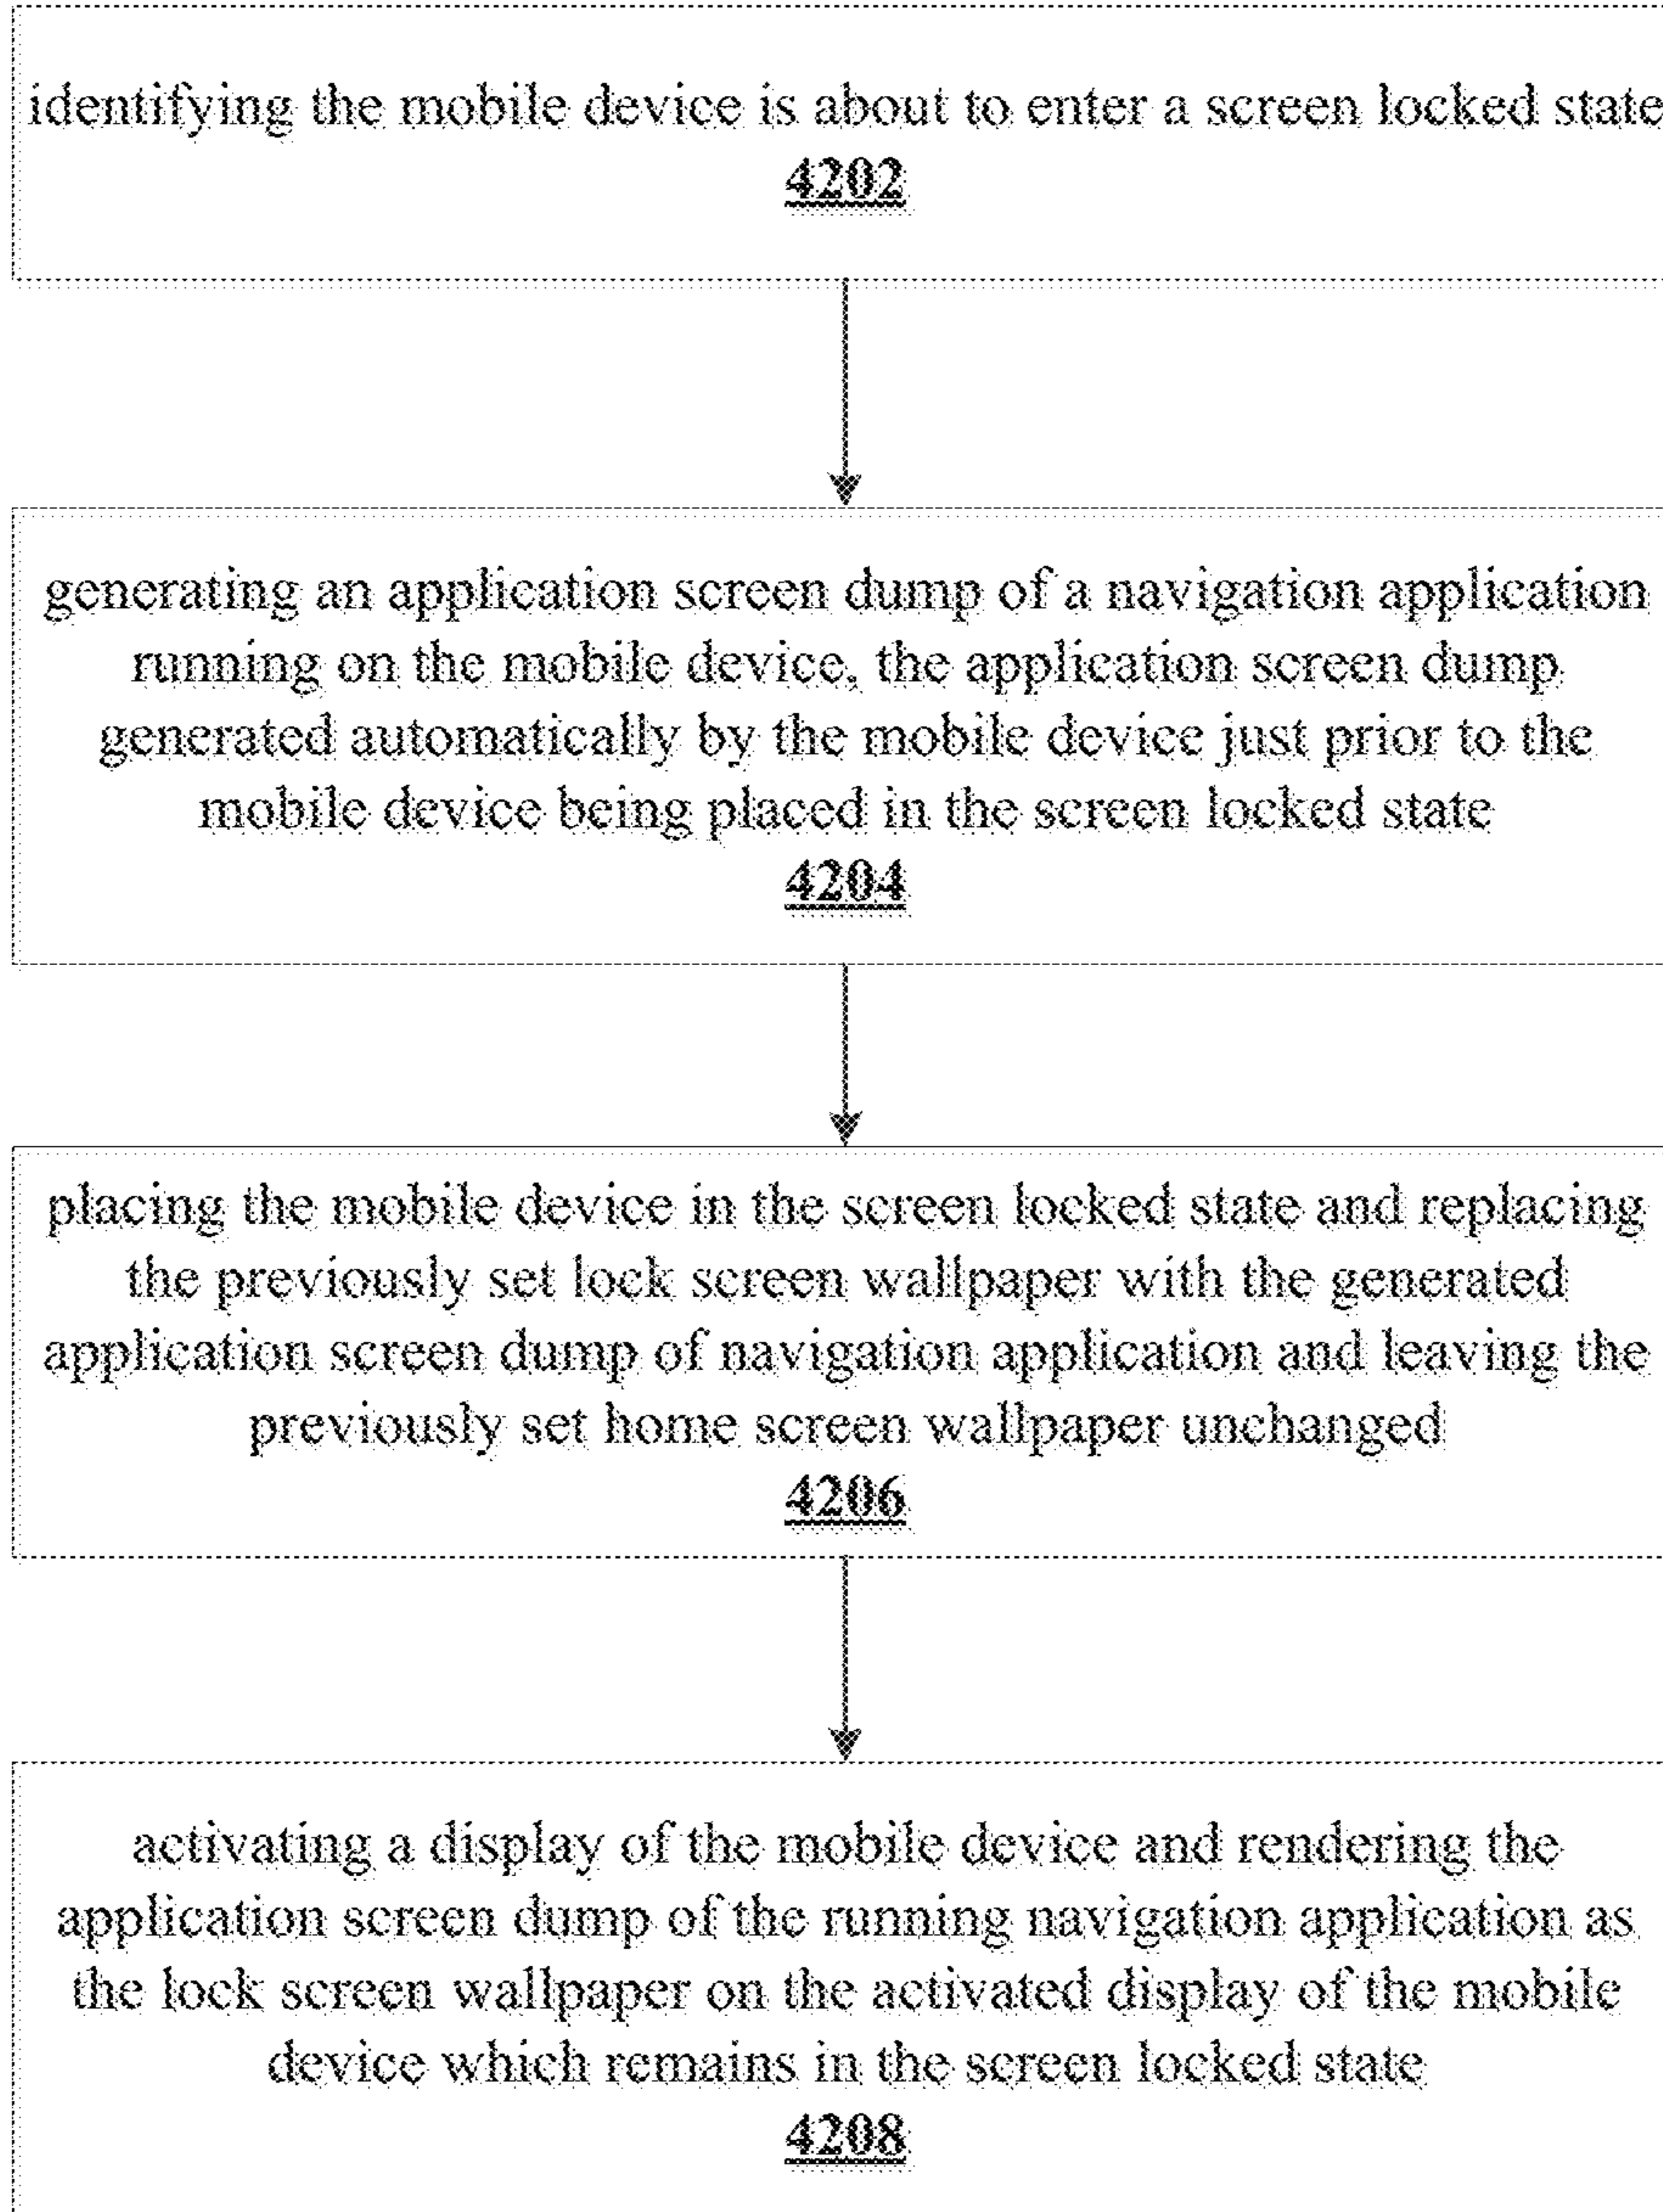 identifying the mobile device is about to enter a screen locked state
4202
generating an application screen dump of a navigation application
running on the mobile device, the application screen dump
generated automatically by the mobile device just prior to the
mobile device being placed in the screen locked state
4204
placing the mobile device in the screen locked state and replacing
the previously set lock screen wallpaper with the generated
application screen dump of navigation application and leaving the
previously set home screen wallpaper unchanged
4206
activating a display of the mobile device and rendering the
application screen dump of the running navigation application as
the lock screen wallpaper on the activated display of the mobile
device which remains in the screen locked state
4208